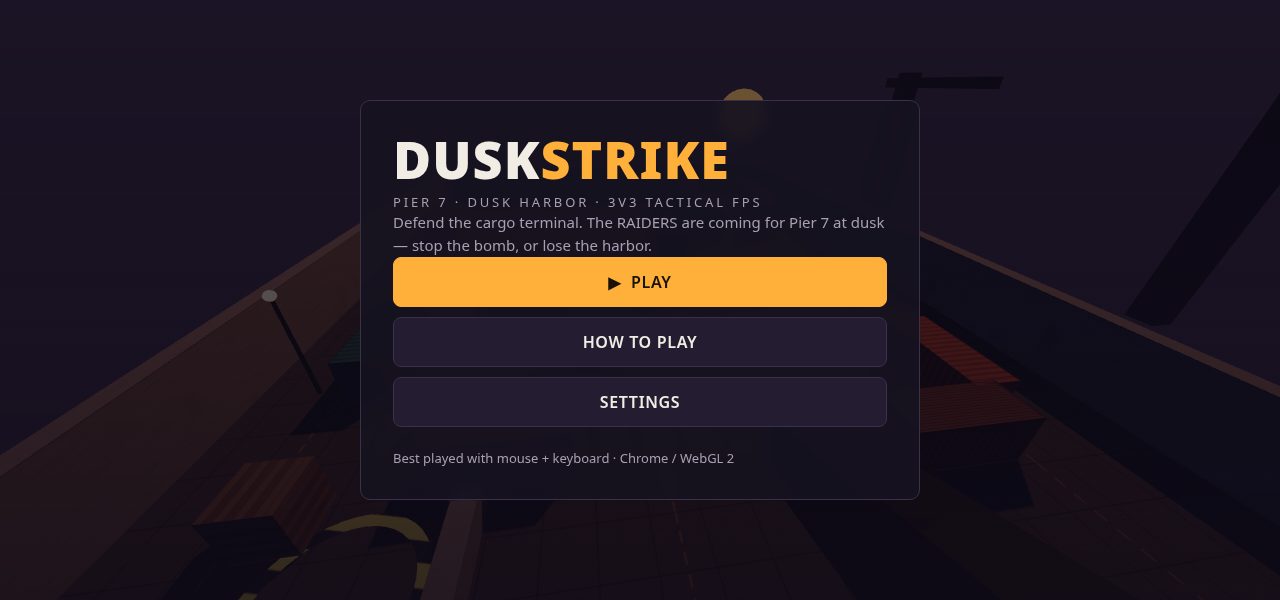 DUSKSTRIKE
PIER 7 · DUSK HARBOR · 3V3 TACTICAL FPS
Defend the cargo terminal. The RAIDERS are coming for Pier 7 at dusk
— stop the bomb, or lose the harbor.
▶ PLAY
HOW TO PLAY
SETTINGS
Best played with mouse + keyboard · Chrome / WebGL 2